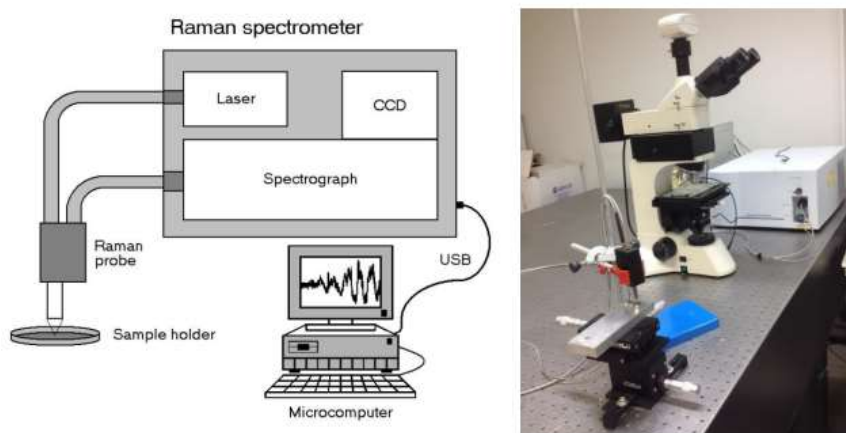 Raman spectrometer
Laser
CCD
Spectrograph
Raman
probe
USB
Sample holder
Microcomputer